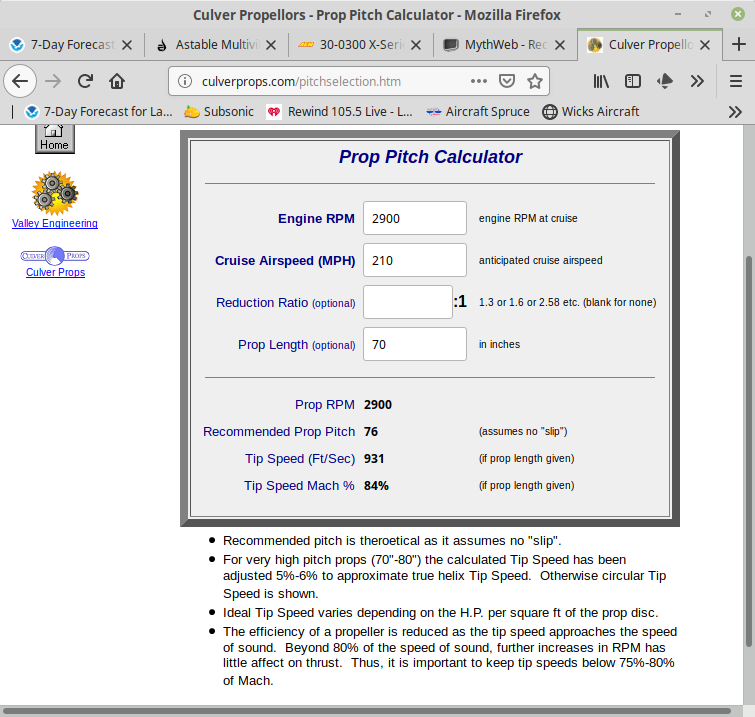 Culver Propellors - Prop Pitch Calculator - Mozilla Firefox
7-Day Forecast
Astable Multivi
30-0300 X-Seri
MythWeb - Rec
Culver Propello
culverprops.com/pitchselection.htm
7-Day Forecast for La...
Subsonic
Rewind 105.5 Live - L...
Aircraft Spruce
Wicks Aircraft
Home
Valley Engineering
CULVER PROPS
Culver Props
Prop Pitch Calculator
Engine RPM 2900 engine RPM at cruise
Cruise Airspeed (MPH) 210 anticipated cruise airspeed
Reduction Ratio (optional) :1 1.3 or 1.6 or 2.58 etc. (blank for none)
Prop Length (optional) 70 in inches
Prop RPM 2900
Recommended Prop Pitch 76 (assumes no "slip")
Tip Speed (Ft/Sec) 931 (if prop length given)
Tip Speed Mach % 84% (if prop length given)
• Recommended pitch is theroetical as it assumes no "slip".
• For very high pitch props (70"-80") the calculated Tip Speed has been
adjusted 5%-6% to approximate true helix Tip Speed. Otherwise circular Tip
Speed is shown.
• Ideal Tip Speed varies depending on the H.P. per square ft of the prop disc.
• The efficiency of a propeller is reduced as the tip speed approaches the speed
of sound. Beyond 80% of the speed of sound, further increases in RPM has
little affect on thrust. Thus, it is important to keep tip speeds below 75%-80%
of Mach.